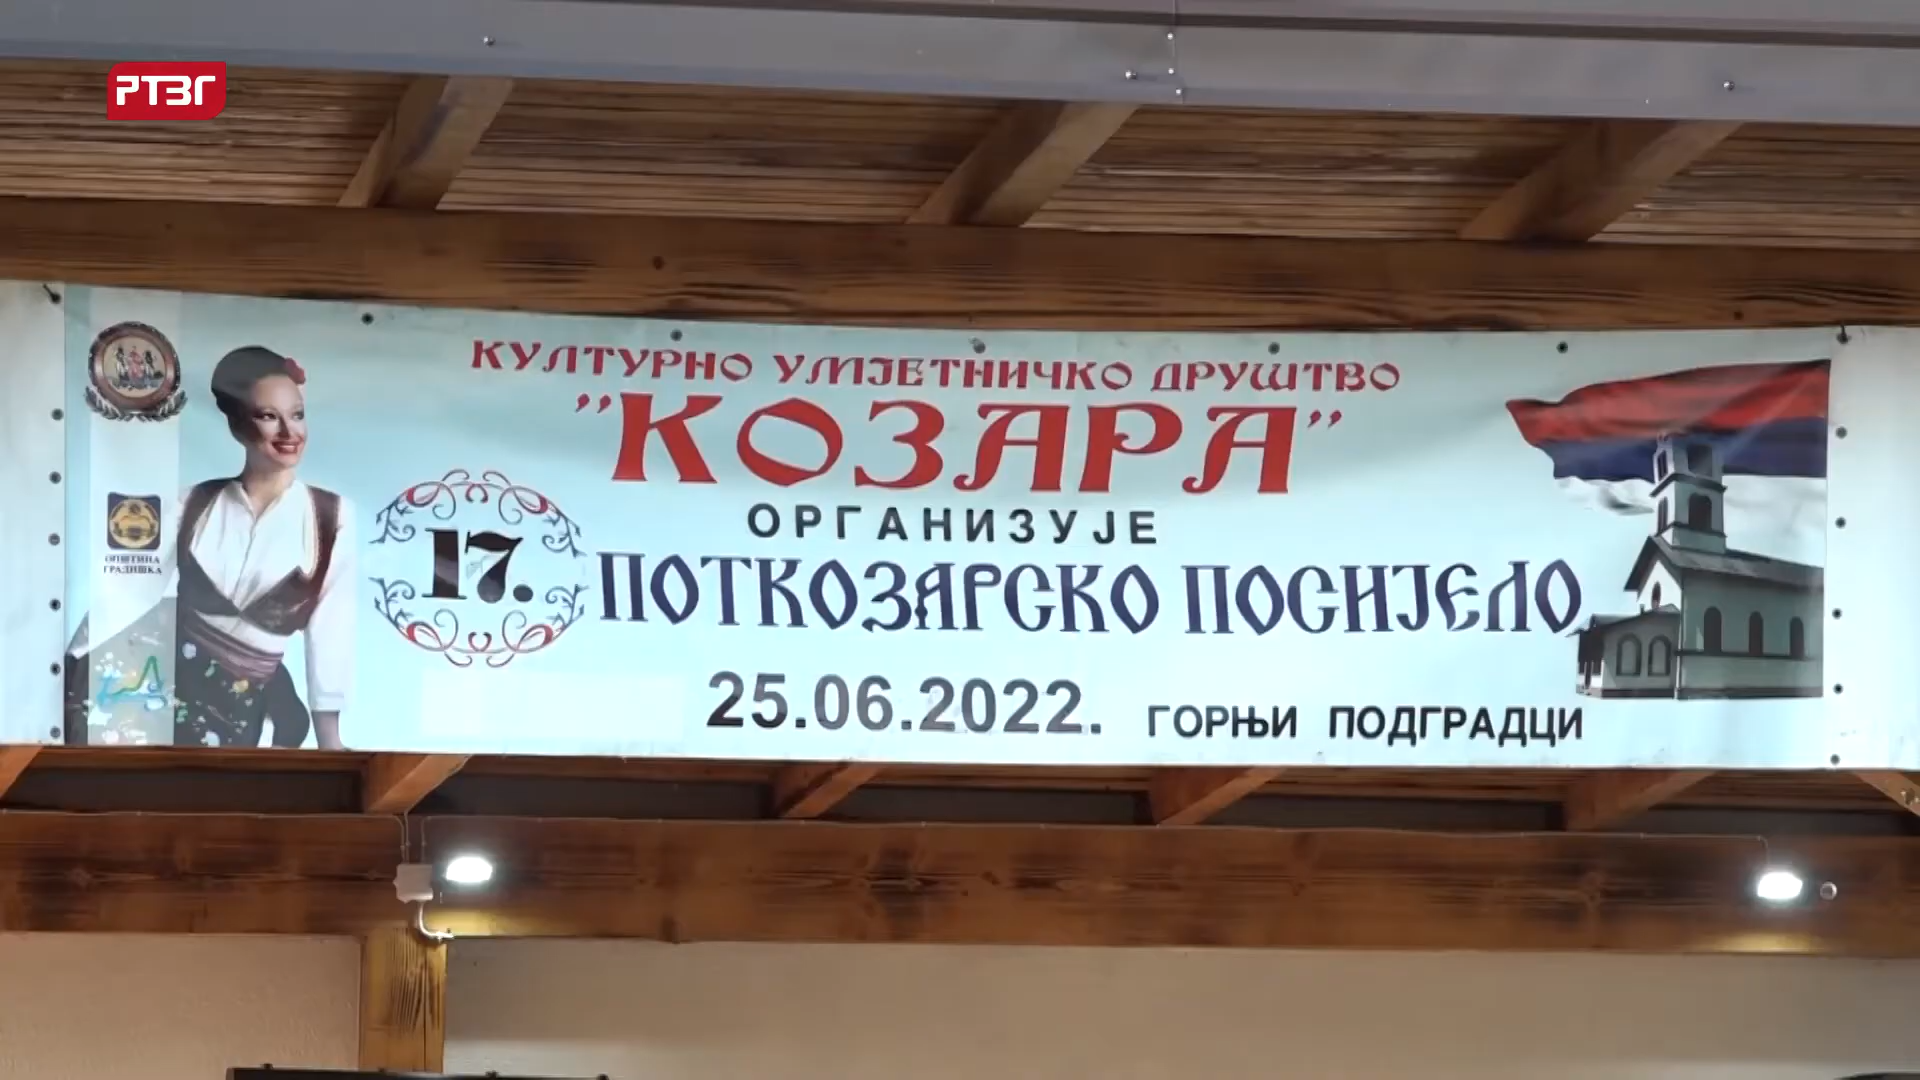 РТВГ
КУЛТУРНО УМЈЕТНИЧКО ДРУШТВО
"КОЗАРА"
ОРГАНИЗУЈЕ
17. ПОТКОЗАРСКО ПОСИЈЕЛО
25.06.2022. ГОРЊИ ПОДГРАДЦИ
ОПШТИНА
ГРАДИШКА